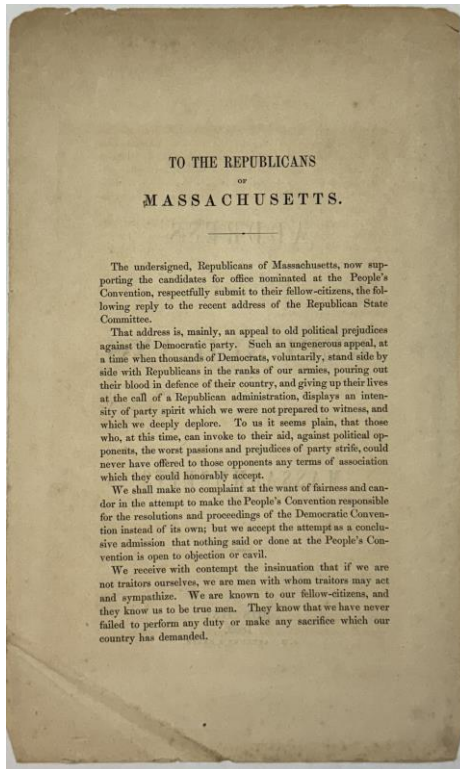 TO THE REPUBLICANS
OF
MASSACHUSETTS.
The undersigned, Republicans of Massachusetts, now sup-
porting the candidates for office nominated at the People's
Convention, respectfully submit to their fellow-citizens, the fol-
lowing reply to the recent address of the Republican State
Committee.
That address is, mainly, an appeal to old political prejudices
against the Democratic party. Such an ungenerous appeal, at
a time when thousands of Democrats, voluntarily, stand side by
side with Republicans in the ranks of our armies, pouring out
their blood in defence of their country, and giving up their lives
at the call of a Republican administration, displays an inten-
sity of party spirit which we were not prepared to witness, and
which we deeply deplore. To us it seems plain, that those
who, at this time, can invoke to their aid, against political op-
ponents, the worst passions and prejudices of party strife, could
never have offered to those opponents any terms of association
which they could honorably accept.
We shall make no complaint at the want of fairness and can-
dor in the attempt to make the People's Convention responsible
for the resolutions and proceedings of the Democratic Conven-
tion instead of its own; but we accept the attempt as a conclu-
sive admission that nothing said or done at the People's Con-
vention is open to objection or cavil.
We receive with contempt the insinuation that if we are
not traitors ourselves, we are men with whom traitors may act
and sympathize. We are known to our fellow-citizens, and
they know us to be true men. They know that we have never
failed to perform any duty or make any sacrifice which our
country has demanded.